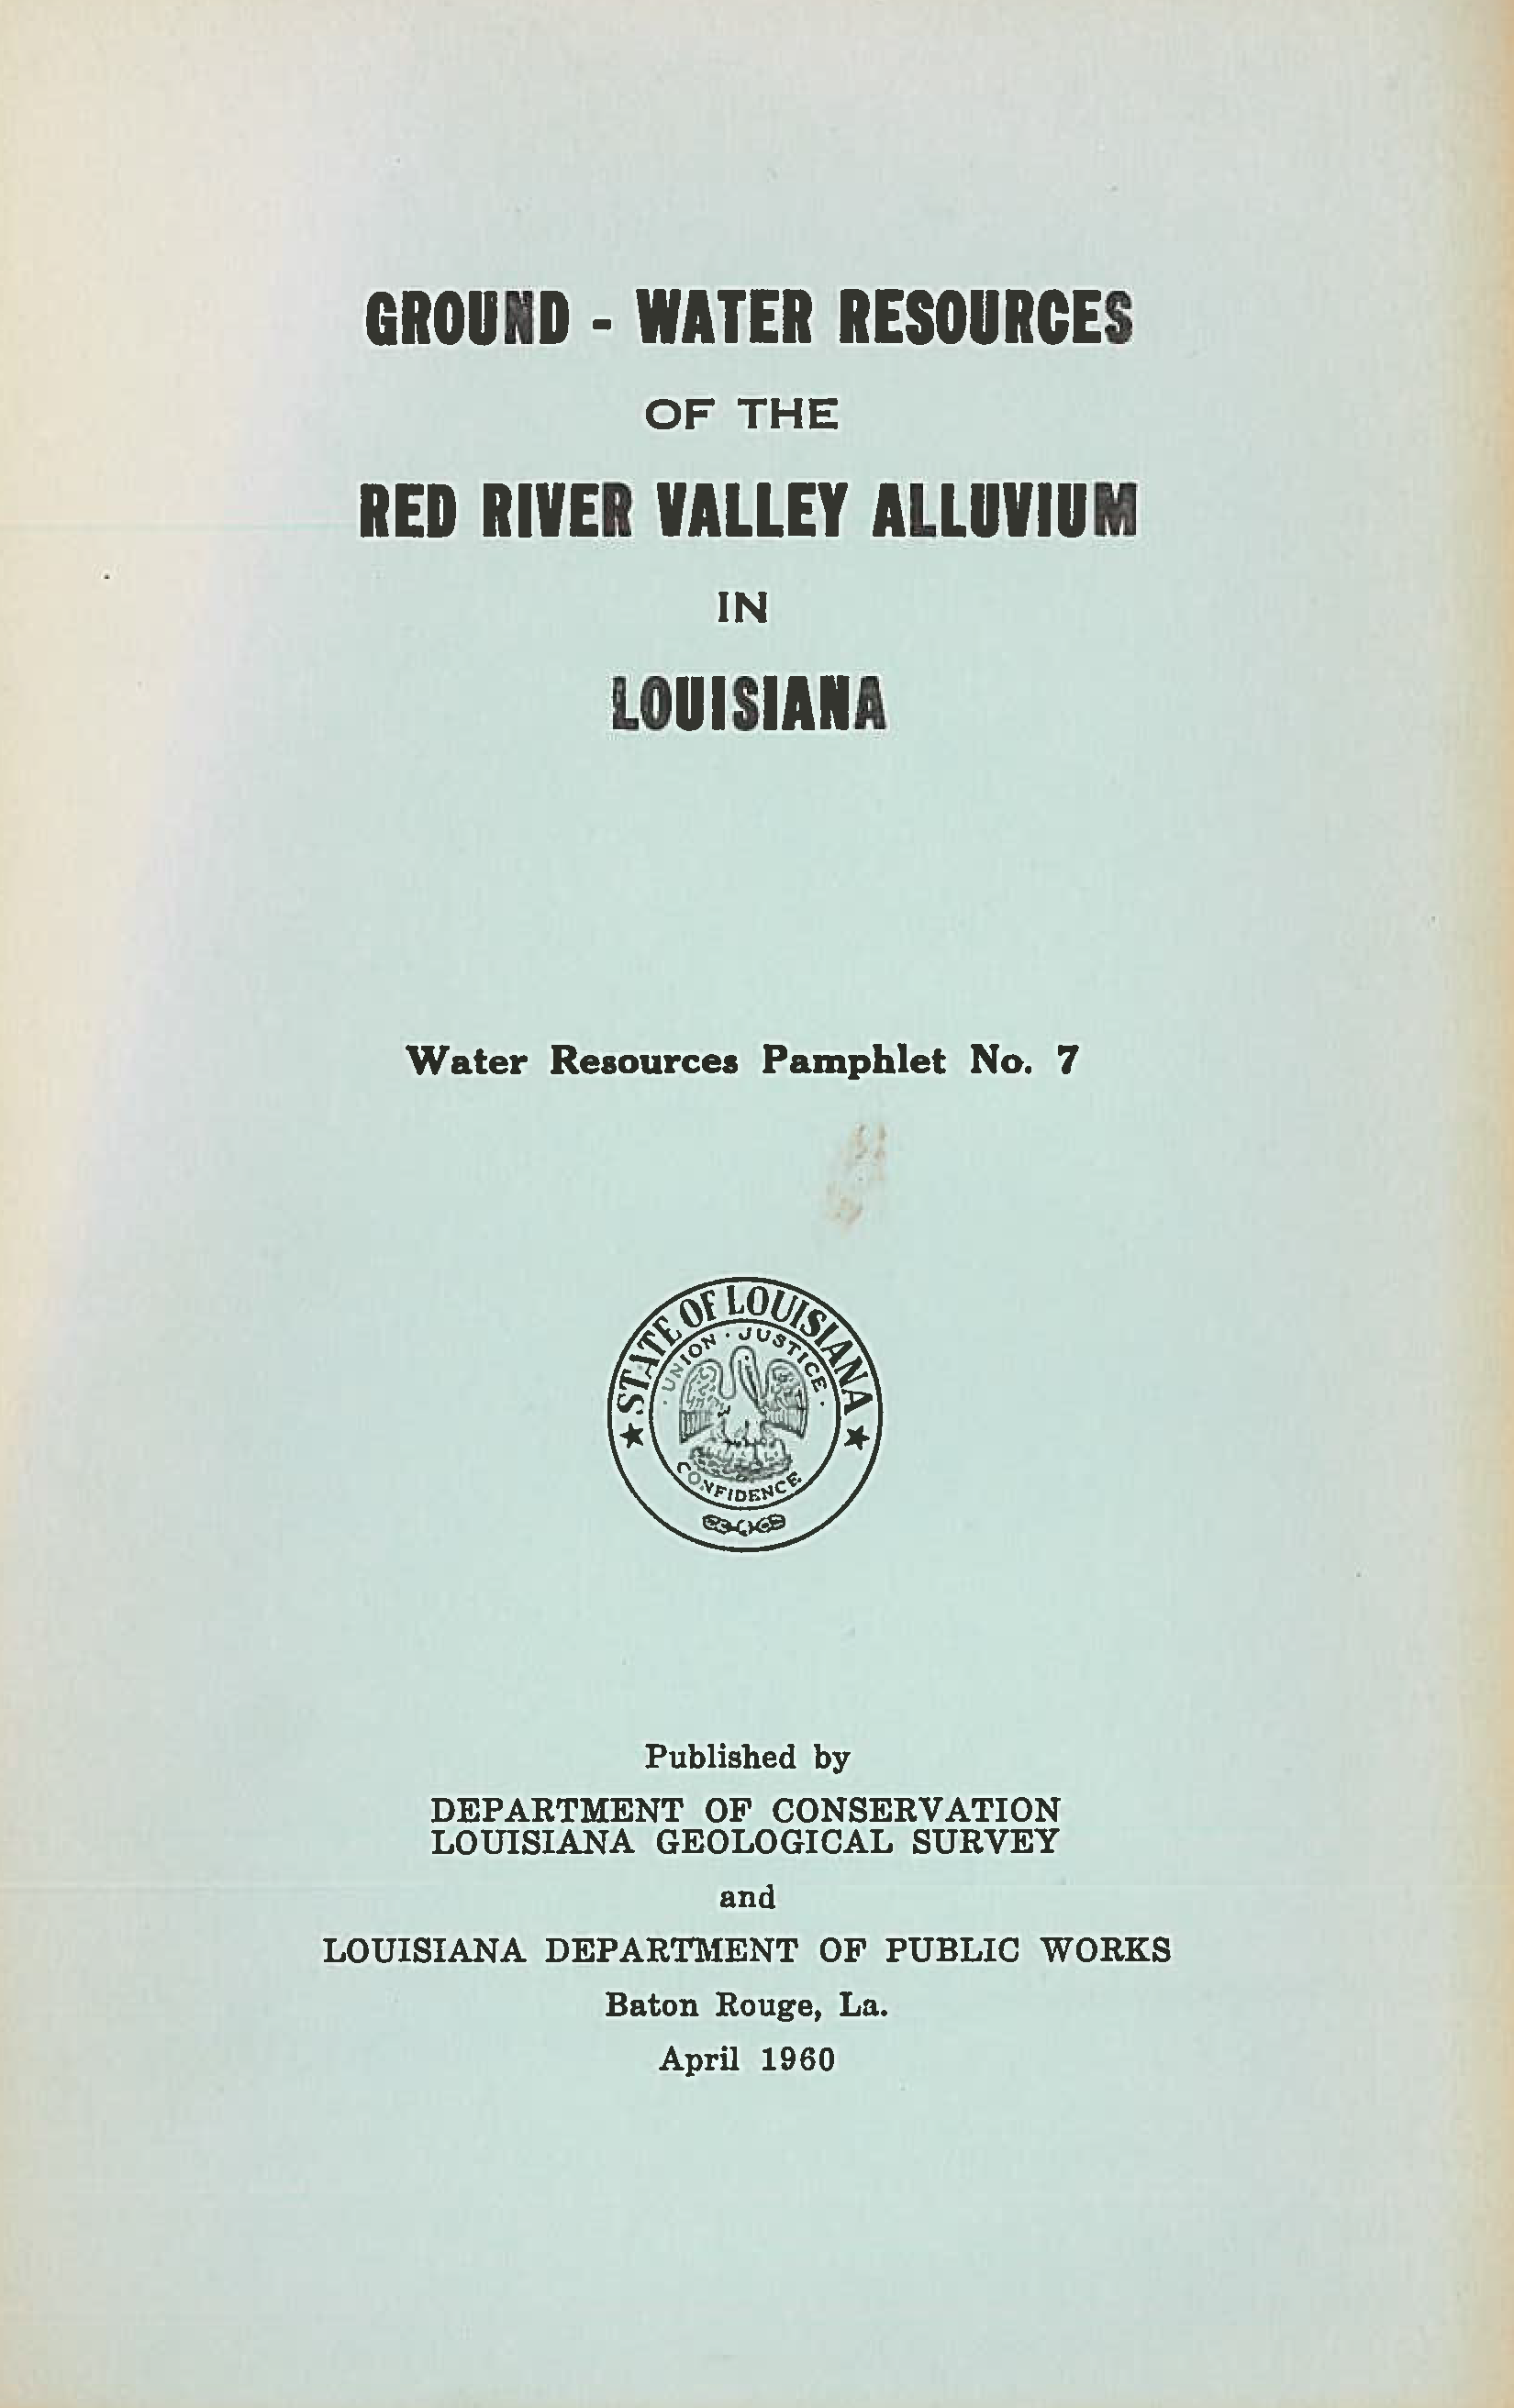 GROUND - WATER RESOURCES
OF THE
RED RIVER VALLEY ALLUVIUM
IN
LOUISIANA
Water Resources Pamphlet No. 7
STATE OF LOUISIANA
UNION · JUSTICE
CONFIDENCE
Published by
DEPARTMENT OF CONSERVATION
LOUISIANA GEOLOGICAL SURVEY
and
LOUISIANA DEPARTMENT OF PUBLIC WORKS
Baton Rouge, La.
April 1960